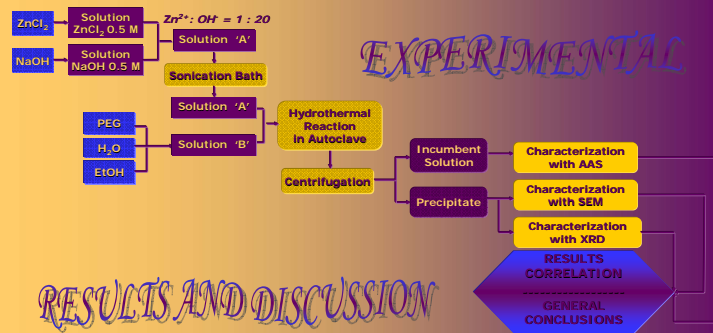 ZnCl2
Solution
ZnCl2 0.5 M
Zn2+: OH- = 1 : 20
Solution 'A'
NaOH
Solution
NaOH 0.5 M
Sonication Bath
Solution 'A'
PEG
H2O
EtOH
Solution 'B'
Hydrothermal
Reaction
in Autoclave
Centrifugation
Incumbent
Solution
Precipitate
Characterization
with AAS
Characterization
with SEM
Characterization
with XRD
EXPERIMENTAL
RESULTS
CORRELATION
GENERAL
CONCLUSIONS
RESULTS AND DISCUSSION